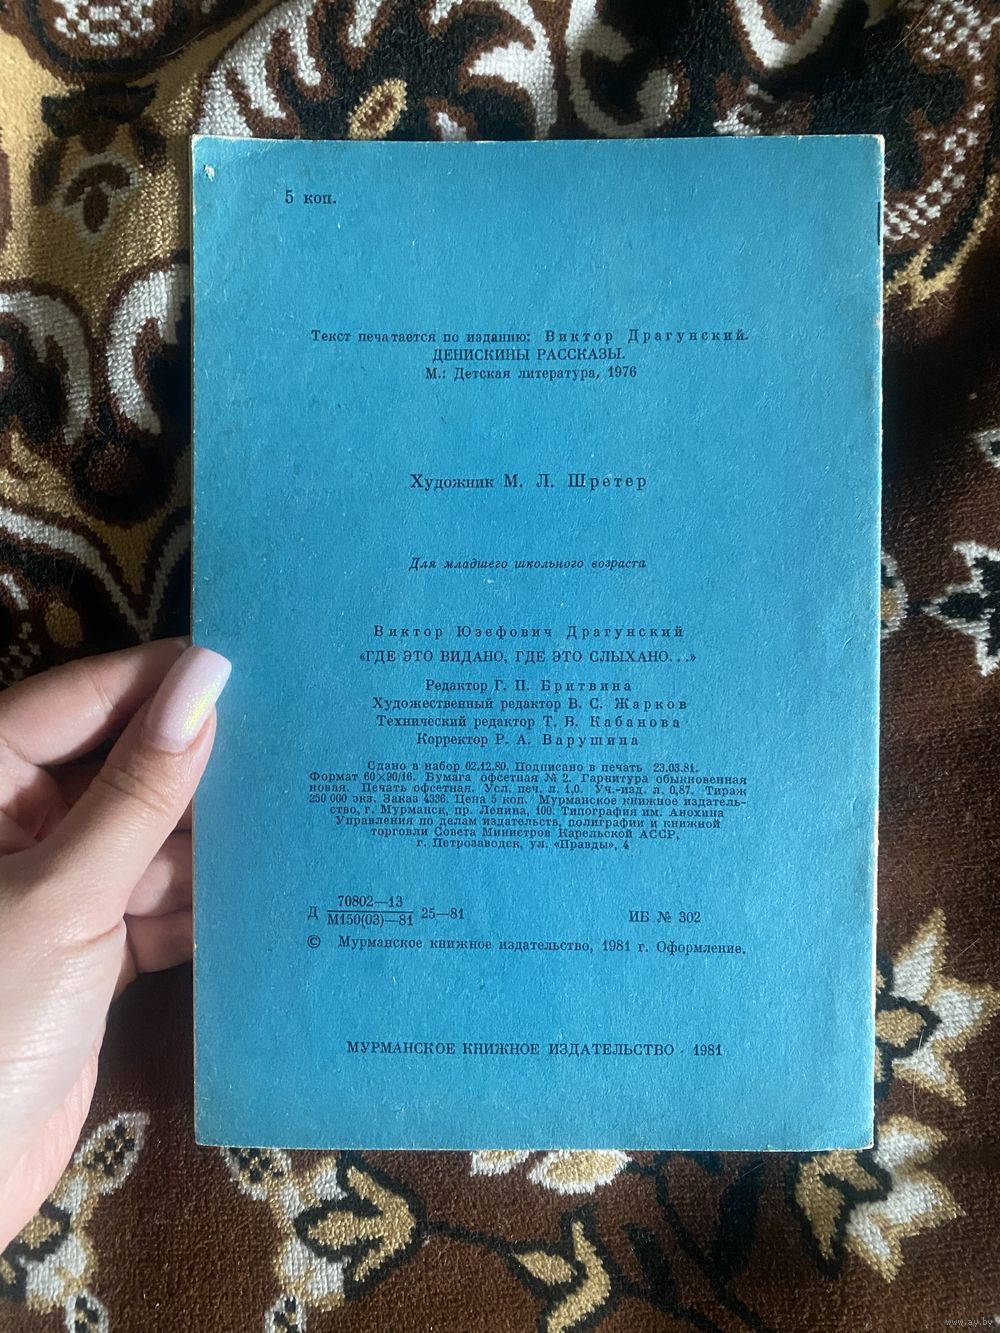 5 коп.
Текст печатается по изданию: Виктор Драгунский.
ДЕНИСКИНЫ РАССКАЗЫ.
М.: Детская литература, 1976
Художник М. Л. Шретер
Для младшего школьного возраста
Виктор Юзефович Драгунский
«ГДЕ ЭТО ВИДАНО, ГДЕ ЭТО СЛЫХАНО...»
Редактор Г. П. Бритвина
Художественный редактор В. С. Жарков
Технический редактор Т. В. Кабанова
Корректор Р. А. Варушина
Сдано в набор 02.12.80. Подписано в печать 23.03.81.
Формат 60×90/16. Бумага офсетная № 2. Гарнитура обыкновенная
новая. Печать офсетная. Усл. печ. л. 1,0. Уч.-изд. л. 0,87. Тираж
250 000 экз. Заказ 4336. Цена 5 коп. Мурманское книжное издатель-
ство, г. Мурманск, пр. Ленина, 100. Типография им. Анохина
Управления по делам издательств, полиграфии и книжной
торговли Совета Министров Карельской АССР,
г. Петрозаводск, ул. «Правды», 4
70802—13
Д М150(03)—81 25—81 ИБ № 302
© Мурманское книжное издательство, 1981 г. Оформление.
МУРМАНСКОЕ КНИЖНОЕ ИЗДАТЕЛЬСТВО · 1981
www.ay.by